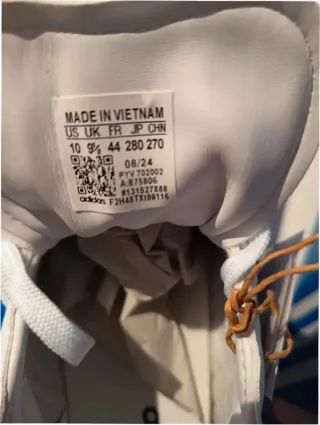 MADE IN VIETNAM
US UK FR JP CHN
10 9½ 44 280 270
08/24
PYV 702002
A:B75806
#131527888
adidas F2H48TXI69116